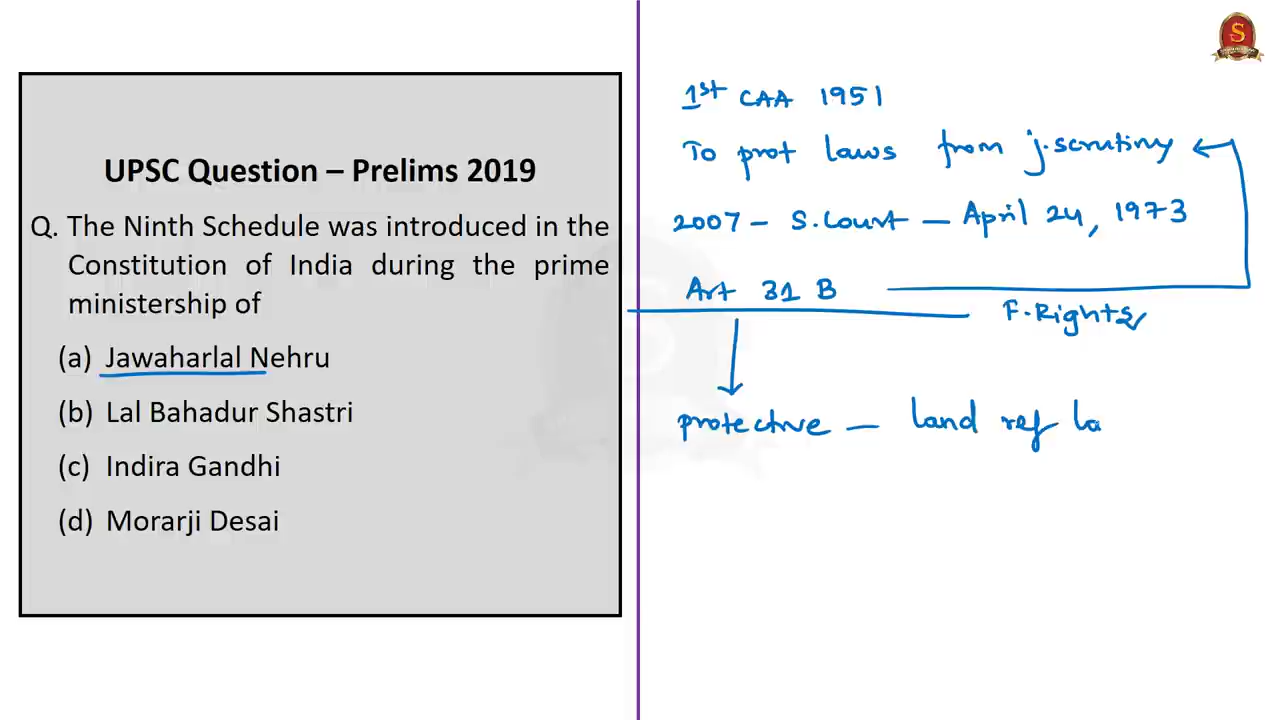 UPSC Question – Prelims 2019
Q. The Ninth Schedule was introduced in the
Constitution of India during the prime
ministership of
(a) Jawaharlal Nehru
(b) Lal Bahadur Shastri
(c) Indira Gandhi
(d) Morarji Desai
S
1st CAA 1951
To prot laws from j.scrutiny
2007 – S.Court – April 24, 1973
Art 31 B
F.Rights
protective – land ref la